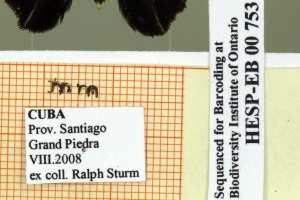 mm
CUBA
Prov. Santiago
Grand Piedra
VIII.2008
ex coll. Ralph Sturm
Sequenced for Barcoding at
Biodiversity Institute of Ontario
HESP-EB 00 753